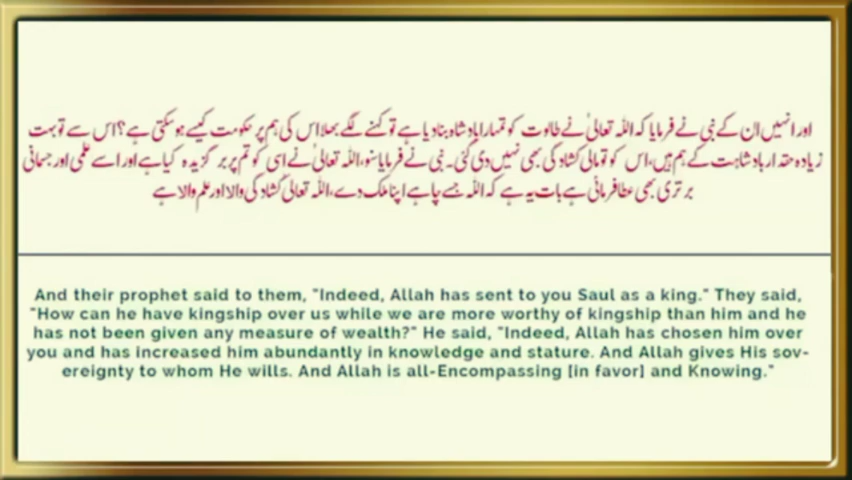 اور انہیں ان کے نبی نے فرمایا کہ اللہ تعالیٰ نے طالوت کو تمہارا بادشاہ بنا دیا ہے تو کہنے لگے بھلا اس کی ہم پر حکومت کیسے ہوسکتی ہے؟ اس سے تو بہت
زیادہ حقدار بادشاہت کے ہم ہیں، اس کو تو مالی کشادگی بھی نہیں دی گئی۔ نبی نے فرمایا سنو، اللہ تعالیٰ نے اسی کو تم پر برگزیدہ کیا ہے اور اسے علمی اور جسمانی
برتری بھی عطا فرمائی ہے بات یہ ہے کہ اللہ جسے چاہے اپنا ملک دے، اللہ تعالیٰ کشادگی والا اور علم والا ہے
And their prophet said to them, "Indeed, Allah has sent to you Saul as a king." They said,
"How can he have kingship over us while we are more worthy of kingship than him and he
has not been given any measure of wealth?" He said, "Indeed, Allah has chosen him over
you and has increased him abundantly in knowledge and stature. And Allah gives His sov-
ereignty to whom He wills. And Allah is all-Encompassing [in favor] and Knowing."